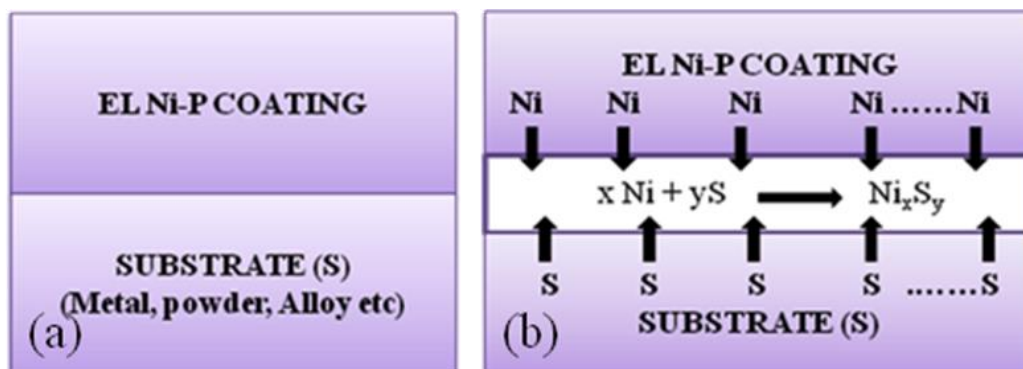 EL Ni-P COATING
SUBSTRATE (S)
(Metal, powder, Alloy etc)
(a)
EL Ni-P COATING
Ni Ni Ni Ni ......Ni
x Ni + yS NiₓSᵧ
S S S S .......S
SUBSTRATE (S)
(b)